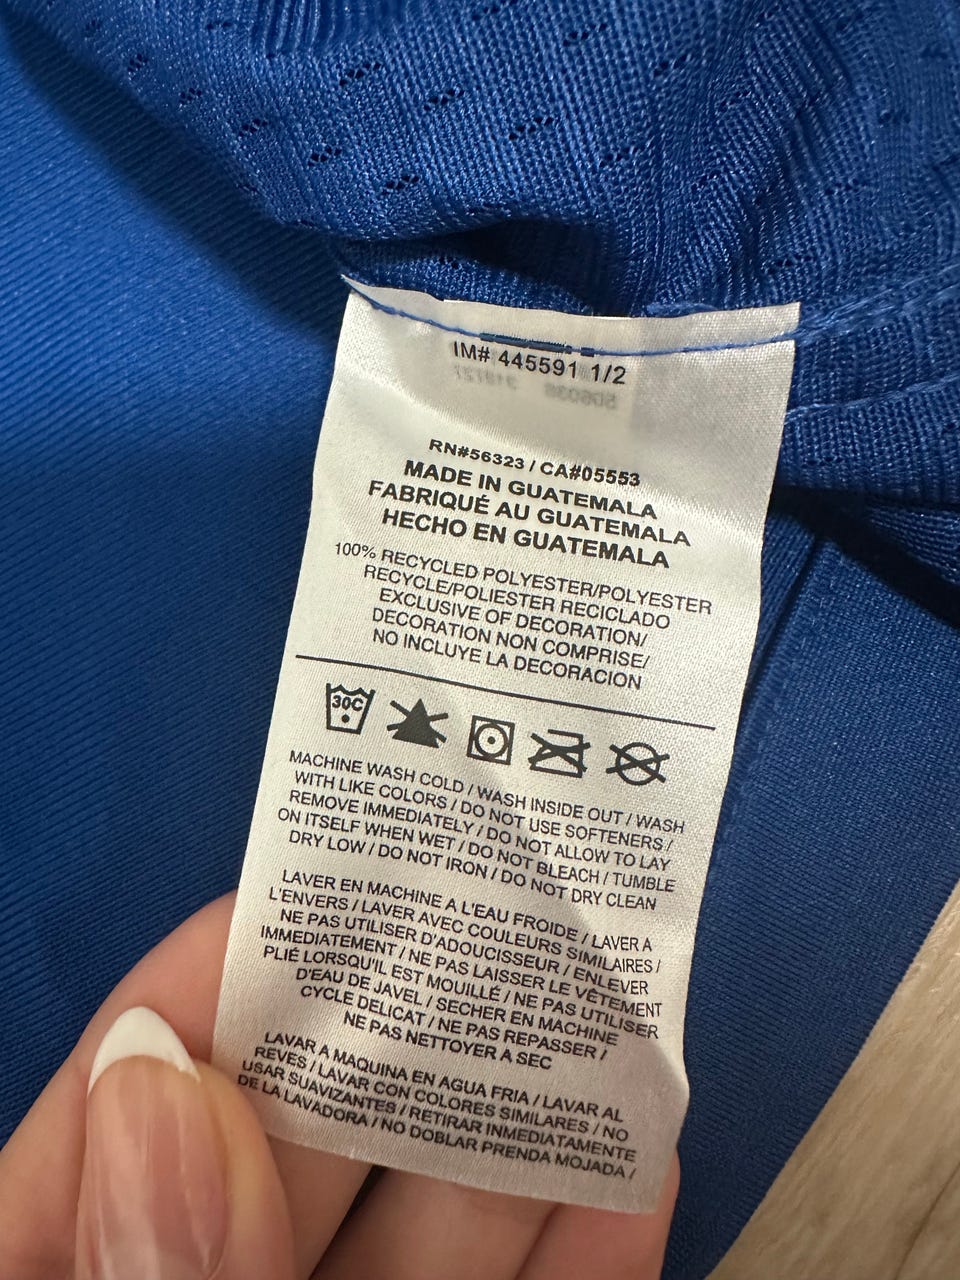 IM# 445591 1/2
RN#56323 / CA#05553
MADE IN GUATEMALA
FABRIQUÉ AU GUATEMALA
HECHO EN GUATEMALA
100% RECYCLED POLYESTER/POLYESTER
RECYCLE/POLIESTER RECICLADO
EXCLUSIVE OF DECORATION/
DECORATION NON COMPRISE/
NO INCLUYE LA DECORACION
30C
MACHINE WASH COLD / WASH INSIDE OUT / WASH
WITH LIKE COLORS / DO NOT USE SOFTENERS /
REMOVE IMMEDIATELY / DO NOT ALLOW TO LAY
ON ITSELF WHEN WET / DO NOT BLEACH / TUMBLE
DRY LOW / DO NOT IRON / DO NOT DRY CLEAN
LAVER EN MACHINE A L'EAU FROIDE / LAVER A
L'ENVERS / LAVER AVEC COULEURS SIMILAIRES /
NE PAS UTILISER D'ADOUCISSEUR / ENLEVER
IMMEDIATEMENT / NE PAS LAISSER LE VÊTEMENT
PLIÉ LORSQU'IL EST MOUILLÉ / NE PAS UTILISER
D'EAU DE JAVEL / SECHER EN MACHINE
CYCLE DELICAT / NE PAS REPASSER /
NE PAS NETTOYER A SEC
LAVAR A MAQUINA EN AGUA FRIA / LAVAR AL
REVES / LAVAR CON COLORES SIMILARES / NO
USAR SUAVIZANTES / RETIRAR INMEDIATAMENTE
DE LA LAVADORA / NO DOBLAR PRENDA MOJADA /